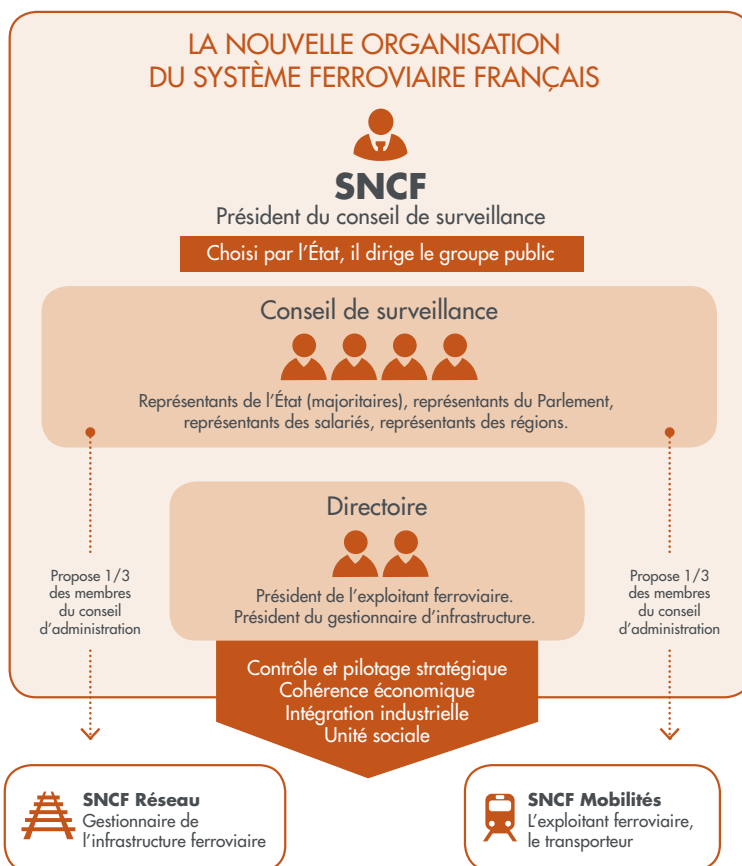 LA NOUVELLE ORGANISATION
DU SYSTÈME FERROVIAIRE FRANÇAIS
SNCF
Président du conseil de surveillance
Choisi par l'État, il dirige le groupe public
Conseil de surveillance
Représentants de l'État (majoritaires), représentants du Parlement,
représentants des salariés, représentants des régions.
Directoire
Président de l'exploitant ferroviaire.
Président du gestionnaire d'infrastructure.
Propose 1/3
des membres
du conseil
d'administration
Propose 1/3
des membres
du conseil
d'administration
Contrôle et pilotage stratégique
Cohérence économique
Intégration industrielle
Unité sociale
SNCF Réseau
Gestionnaire de
l'infrastructure ferroviaire
SNCF Mobilités
L'exploitant ferroviaire,
le transporteur